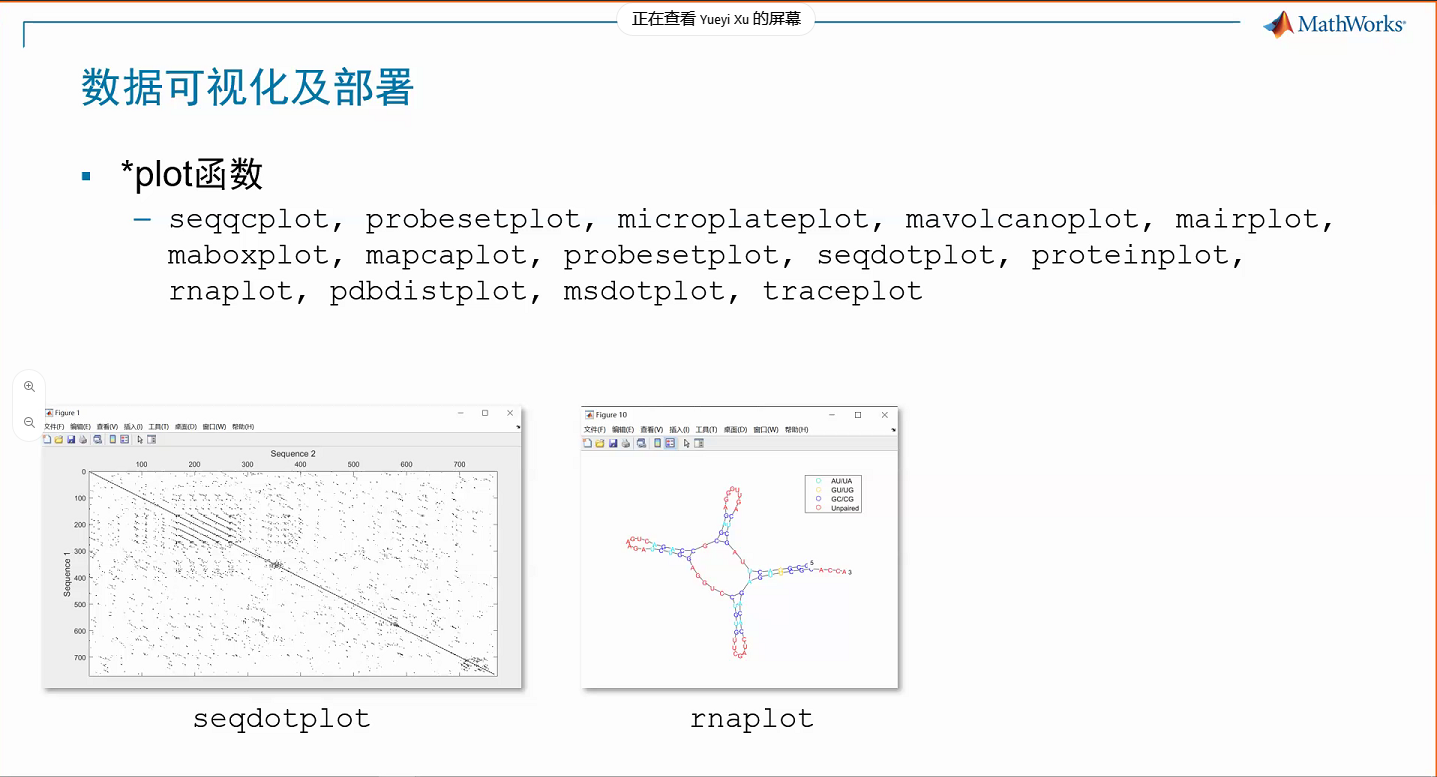 正在查看 Yueyi Xu 的屏幕
MathWorks®
数据可视化及部署
*plot函数
– seqqcplot, probesetplot, microplateplot, mavolcanoplot, mairplot,
maboxplot, mapcaplot, probesetplot, seqdotplot, proteinplot,
rnaplot, pdbdistplot, msdotplot, traceplot
Figure 1
文件(F) 编辑(E) 查看(V) 插入(I) 工具(T) 桌面(D) 窗口(W) 帮助(H)
Sequence 2
100 200 300 400 500 600 700
0
100
200
300
400
500
600
700
Sequence 1
seqdotplot
Figure 10
文件(F) 编辑(E) 查看(V) 插入(I) 工具(T) 桌面(D) 窗口(W) 帮助(H)
AU/UA
GU/UG
GC/CG
Unpaired
rnaplot